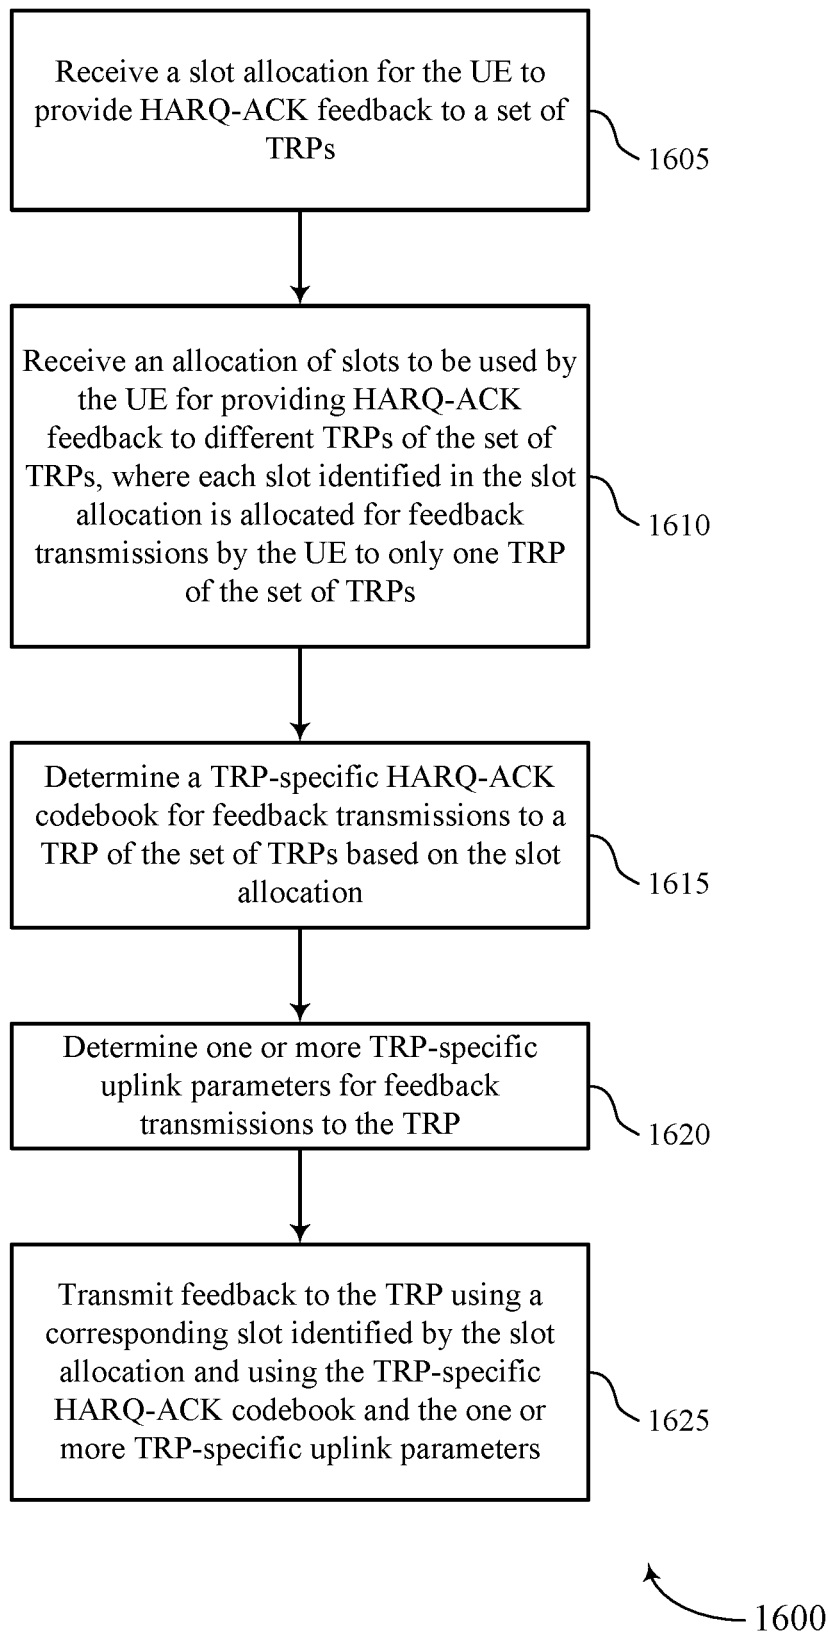 Receive a slot allocation for the UE to
provide HARQ-ACK feedback to a set of
TRPs
1605
Receive an allocation of slots to be used by
the UE for providing HARQ-ACK
feedback to different TRPs of the set of
TRPs, where each slot identified in the slot
allocation is allocated for feedback
transmissions by the UE to only one TRP
of the set of TRPs
1610
Determine a TRP-specific HARQ-ACK
codebook for feedback transmissions to a
TRP of the set of TRPs based on the slot
allocation
1615
Determine one or more TRP-specific
uplink parameters for feedback
transmissions to the TRP
1620
Transmit feedback to the TRP using a
corresponding slot identified by the slot
allocation and using the TRP-specific
HARQ-ACK codebook and the one or
more TRP-specific uplink parameters
1625
1600